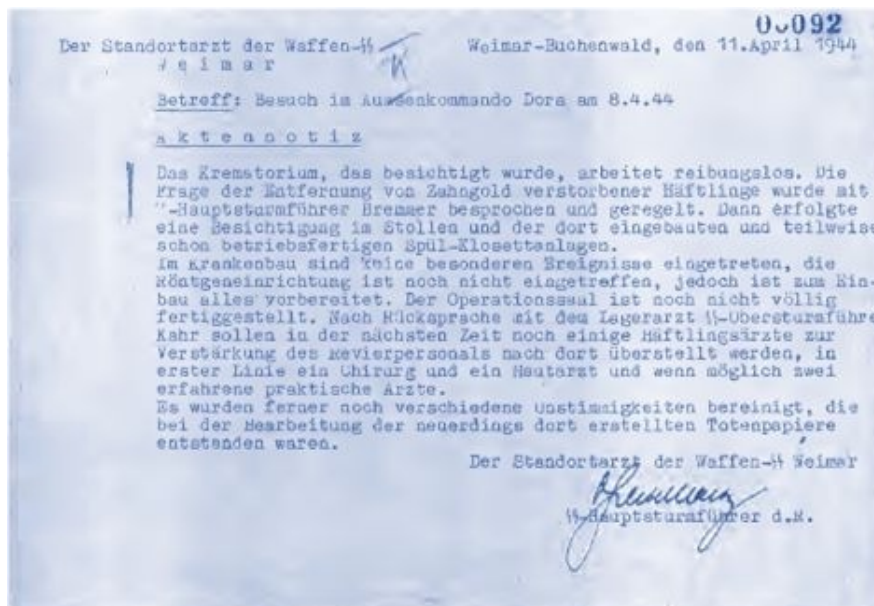 00092
Der Standortarzt der Waffen-SS Weimar-Buchenwald, den 11.April 1944
W e i m a r
Betreff: Besuch im Aussenkommando Dora am 8.4.44
A k t e n n o t i z
Das Krematorium, das besichtigt wurde, arbeitet reibungslos. Die
Frage der Entfernung von Zahngold verstorbener Häftlinge wurde mit
SS-Hauptsturmführer Bremmer besprochen und geregelt. Dann erfolgte
eine Besichtigung im Stollen und der dort eingebauten und teilweise
schon betriebsfertigen Spül-Klosettanlagen.
Im Krankenbau sind keine besonderen Ereignisse eingetreten, die
Röntgeneinrichtung ist noch nicht eingetreffen, jedoch ist zum Ein-
bau alles vorbereitet. Der Operationssaal ist noch nicht völlig
fertiggestellt. Nach Rücksprache mit dem Lagerarzt SS-Obersturmführe
Kahr sollen in der nächsten Zeit noch einige Häftlingsärzte zur
Verstärkung des Revierpersonals nach dort überstellt werden, in
erster Linie ein Chirurg und ein Hautarzt und wenn möglich zwei
erfahrene praktische Ärzte.
Es wurden ferner noch verschiedene Unstimmigkeiten bereinigt, die
bei der Bearbeitung der neuerdings dort erstellten Totenpapiere
entstanden waren.
Der Standortarzt der Waffen-SS Weimar
SS-Hauptsturmführer d.R.